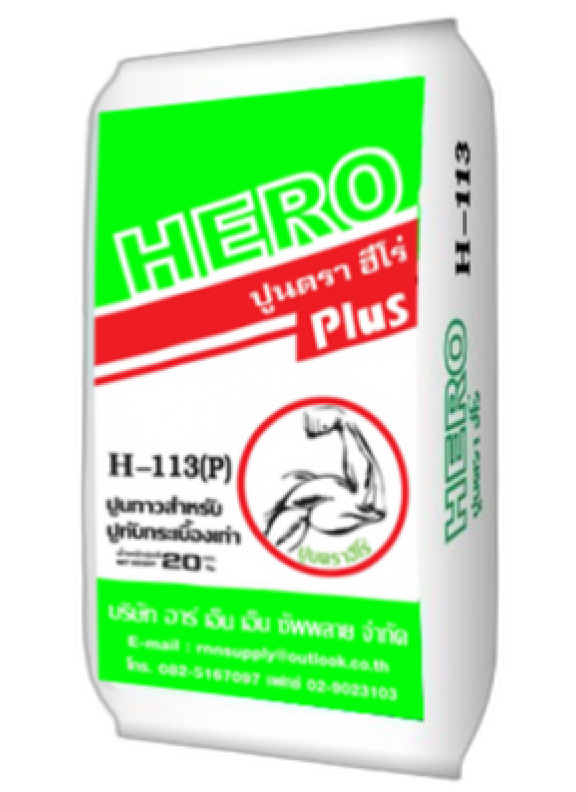 HERO
ปูนตรา ฮีโร่
Plus
H-113(P)
ปูนกาวสำหรับ
ปูทับกระเบื้องเก่า
20
ปูนตราฮีโร่
บริษัท อาร์ เอ็น เอ็น ซัพพลาย จำกัด
E-mail : rnnsupply@outlook.co.th
โทร. 082-5167097 แฟกซ์ 02-9023103
H-113
HERO
ปูนตรา ฮีโร่